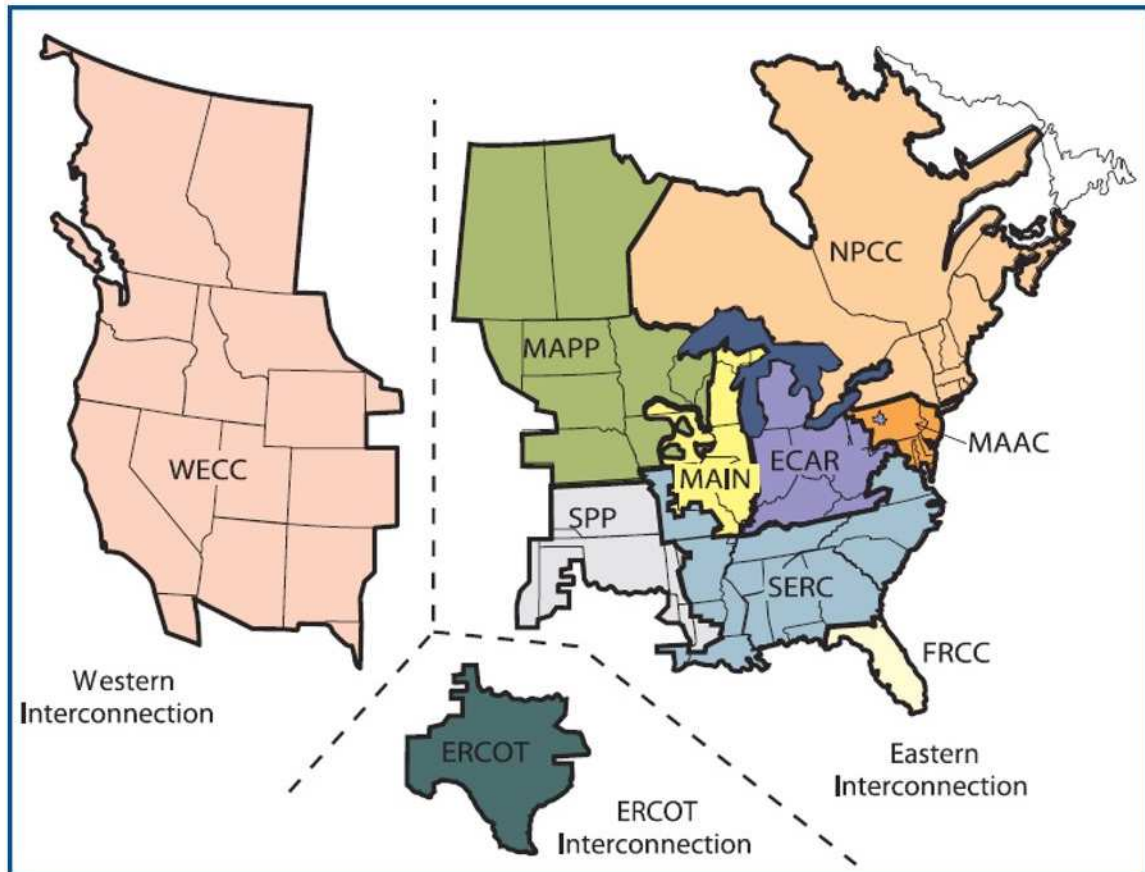 NPCC
MAPP
MAAC
WECC
MAIN
ECAR
SPP
SERC
FRCC
Western
Interconnection
ERCOT
Eastern
Interconnection
ERCOT
Interconnection